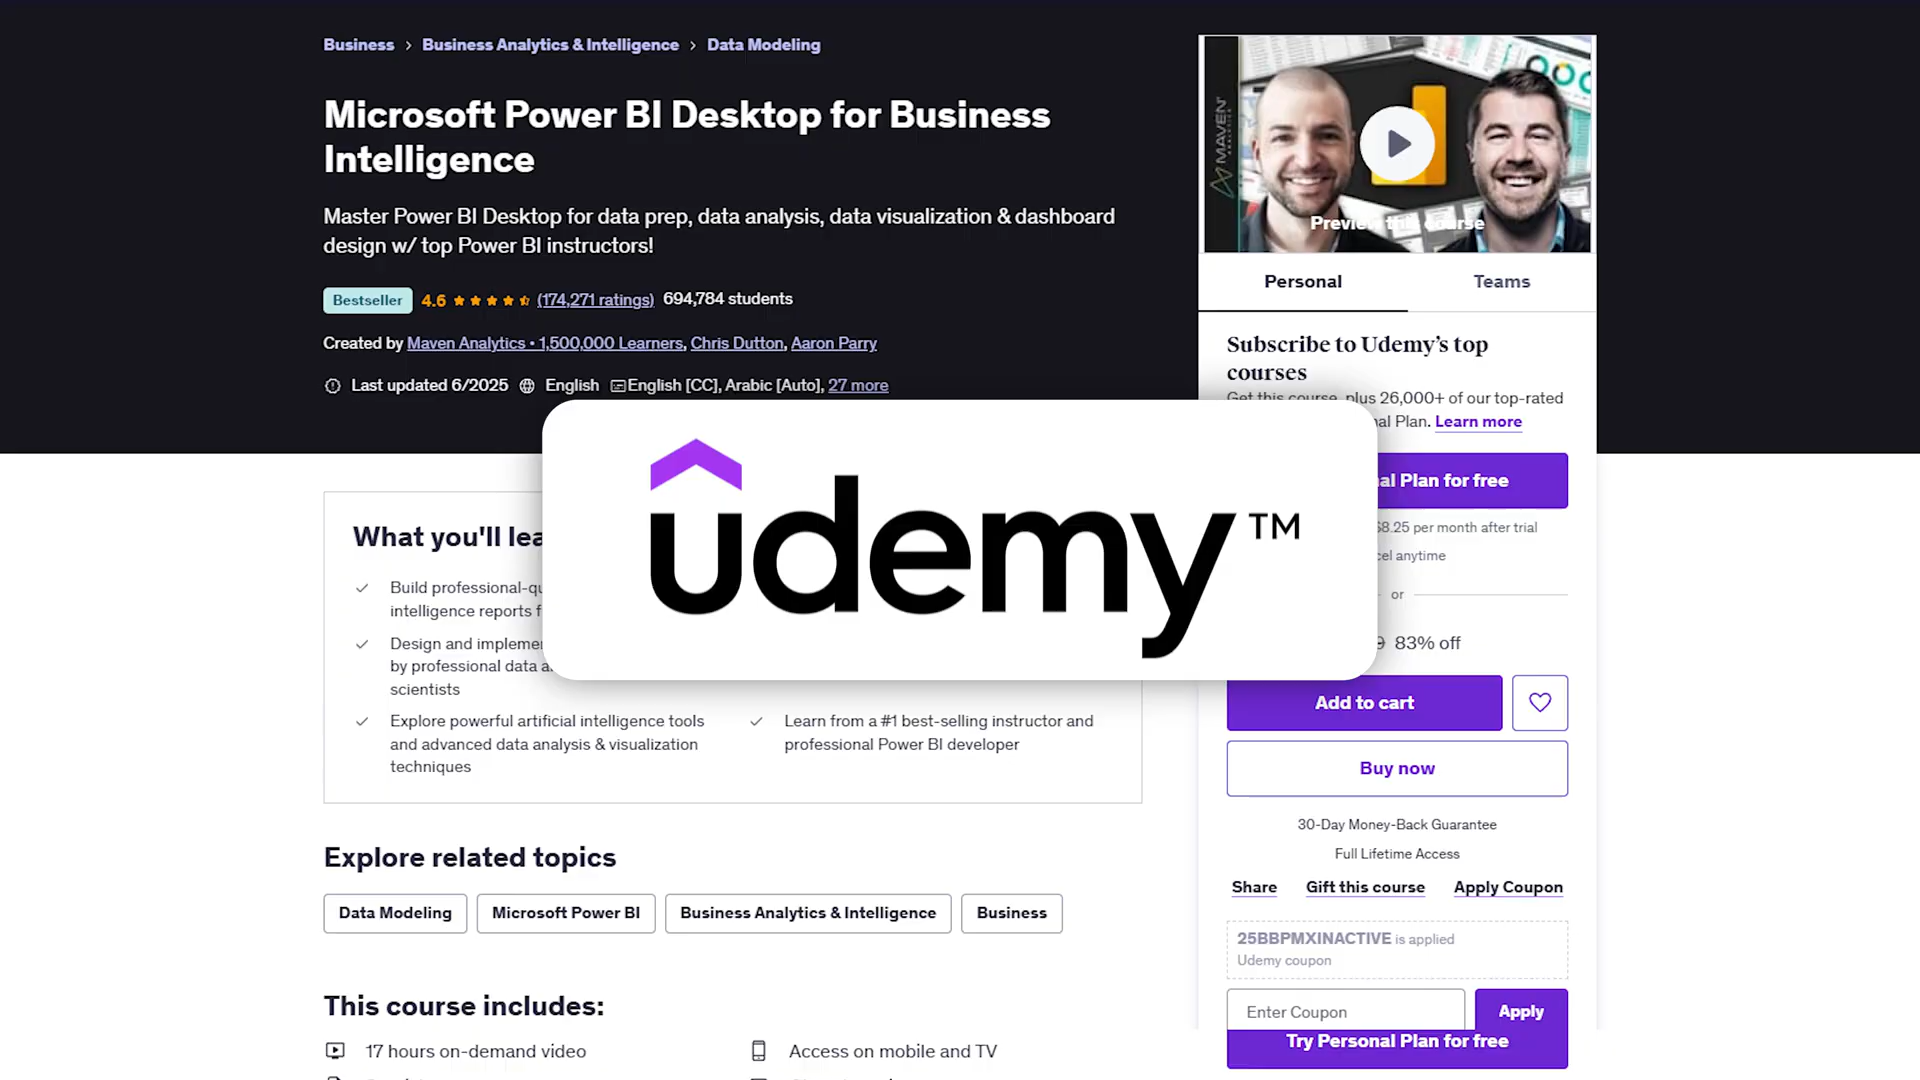 Business > Business Analytics & Intelligence > Data Modeling
Microsoft Power BI Desktop for Business
Intelligence
Master Power BI Desktop for data prep, data analysis, data visualization & dashboard
design w/ top Power BI instructors!
Bestseller 4.6 (174,271 ratings) 694,784 students
Created by Maven Analytics • 1,500,000 Learners, Chris Dutton, Aaron Parry
Last updated 6/2025 English English [CC], Arabic [Auto], 27 more
MAVEN
Preview this course
Personal Teams
Subscribe to Udemy's top
courses
Get this course, plus 26,000+ of our top-rated
Plan. Learn more
Plan for free
$8.25 per month after trial
anytime
or
83% off
Add to cart
Buy now
30-Day Money-Back Guarantee
Full Lifetime Access
Share Gift this course Apply Coupon
25BBPMXINACTIVE is applied
Udemy coupon
Enter Coupon Apply
Try Personal Plan for free
udemy™
What you'll
Build
intelligence reports
Design and
by professional data
scientists
Explore powerful artificial intelligence tools
and advanced data analysis & visualization
techniques
Learn from a #1 best-selling instructor and
professional Power BI developer
Explore related topics
Data Modeling Microsoft Power BI Business Analytics & Intelligence Business
This course includes:
17 hours on-demand video
Access on mobile and TV